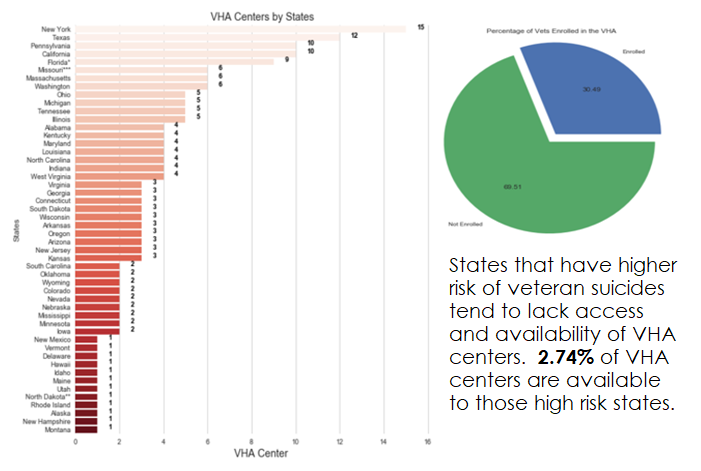 VHA Centers by States
New York 15
Texas 12
Pennsylvania 10
California 10
Florida* 9
Missouri*** 6
Massachusetts 6
Washington 6
Ohio 5
Michigan 5
Tennessee 5
Illinois 5
Alabama 4
Kentucky 4
Maryland 4
Louisiana 4
North Carolina 4
Indiana 4
West Virginia 4
Virginia 3
Georgia 3
Connecticut 3
South Dakota 3
Wisconsin 3
Arkansas 3
Oregon 3
Arizona 3
New Jersey 3
Kansas 3
South Carolina 2
Oklahoma 2
Wyoming 2
Colorado 2
Nevada 2
Nebraska 2
Mississippi 2
Minnesota 2
Iowa 2
New Mexico 1
Vermont 1
Delaware 1
Hawaii 1
Idaho 1
Maine 1
Utah 1
North Dakota** 1
Rhode Island 1
Alaska 1
New Hampshire 1
Montana 1
States
0 2 4 6 8 10 12 14 16
VHA Center
Percentage of Vets Enrolled in the VHA
Enrolled
30.49
69.51
Not Enrolled
States that have higher
risk of veteran suicides
tend to lack access
and availability of VHA
centers. 2.74% of VHA
centers are available
to those high risk states.